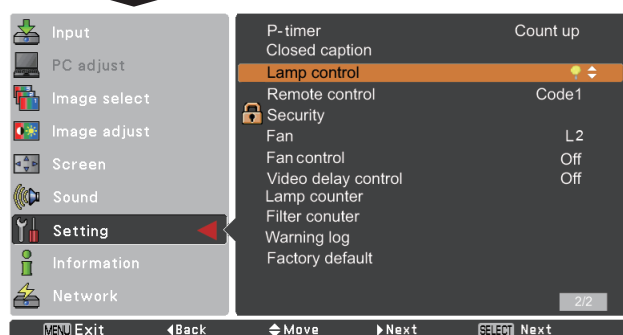 Input
PC adjust
Image select
Image adjust
Screen
Sound
Setting
Information
Network
P-timer Count up
Closed caption
Lamp control
Remote control Code1
Security
Fan L2
Fan control Off
Video delay control Off
Lamp counter
Filter conuter
Warning log
Factory default
2/2
MENU Exit Back Move Next SELECT Next